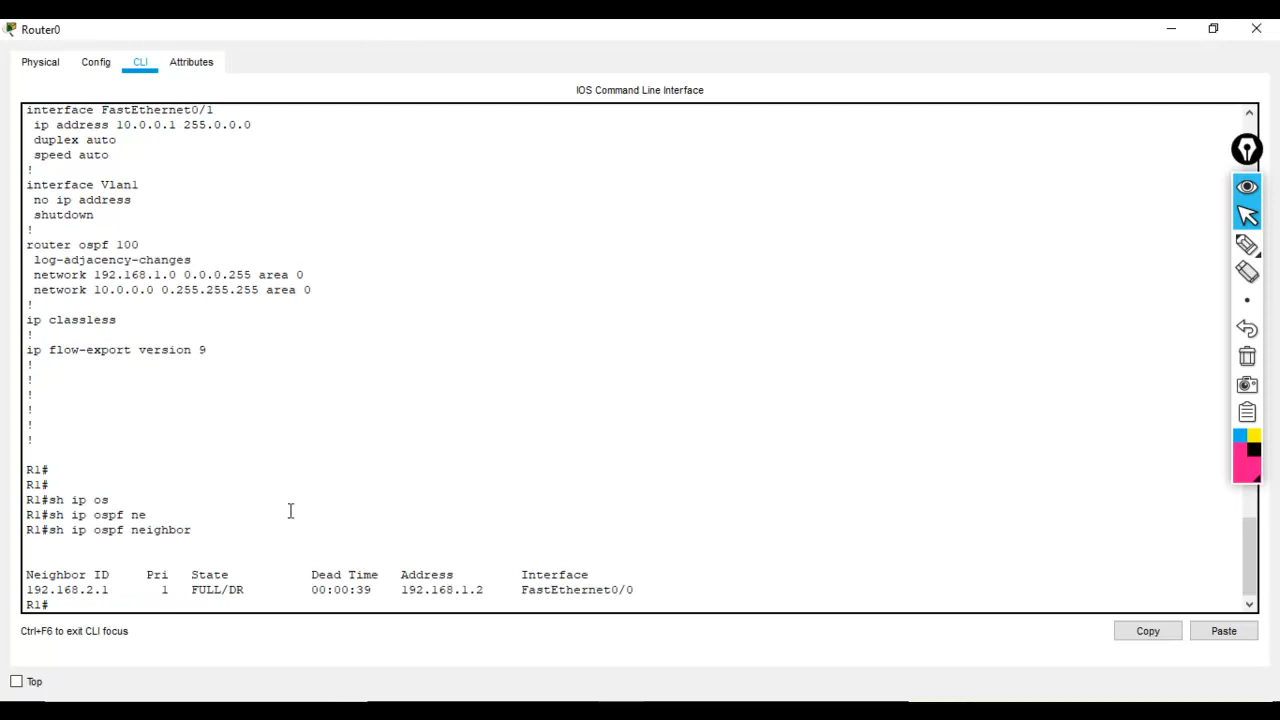 Router0
Physical Config CLI Attributes
IOS Command Line Interface
interface FastEthernet0/1
ip address 10.0.0.1 255.0.0.0
duplex auto
speed auto
!
interface Vlan1
no ip address
shutdown
!
router ospf 100
log-adjacency-changes
network 192.168.1.0 0.0.0.255 area 0
network 10.0.0.0 0.255.255.255 area 0
!
ip classless
!
ip flow-export version 9
!
!
!
!
!
!
R1#
R1#
R1#sh ip os
R1#sh ip ospf ne
R1#sh ip ospf neighbor
Neighbor ID Pri State Dead Time Address Interface
192.168.2.1 1 FULL/DR 00:00:39 192.168.1.2 FastEthernet0/0
R1#
Ctrl+F6 to exit CLI focus
Copy Paste
Top